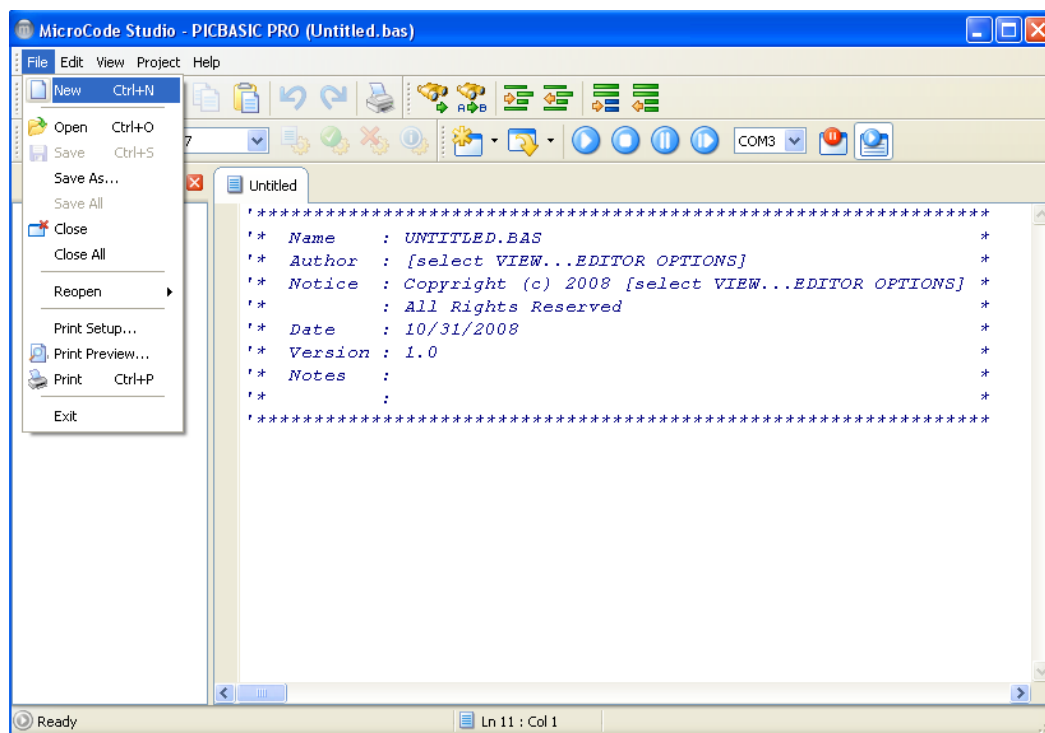 MicroCode Studio - PICBASIC PRO (Untitled.bas)
File Edit View Project Help
New Ctrl+N
Open Ctrl+O
Save Ctrl+S
Save As...
Save All
Close
Close All
Reopen
Print Setup...
Print Preview...
Print Ctrl+P
Exit
7
COM3
Untitled
'****************************************************************
'* Name : UNTITLED.BAS *
'* Author : [select VIEW...EDITOR OPTIONS] *
'* Notice : Copyright (c) 2008 [select VIEW...EDITOR OPTIONS] *
'* : All Rights Reserved *
'* Date : 10/31/2008 *
'* Version : 1.0 *
'* Notes : *
'* : *
'****************************************************************
Ready
Ln 11 : Col 1